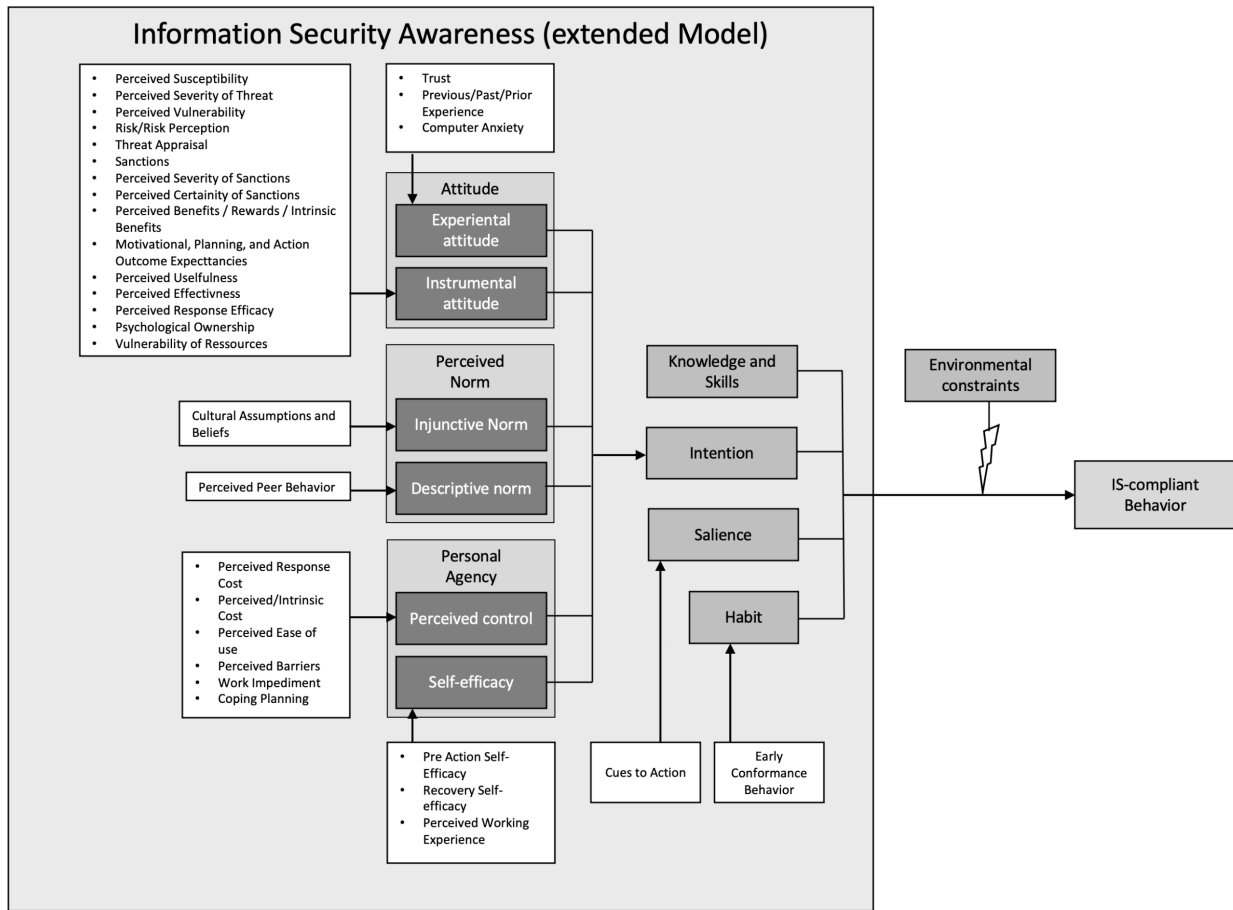 Information Security Awareness (extended Model)
• Perceived Susceptibility
• Perceived Severity of Threat
• Perceived Vulnerability
• Risk/Risk Perception
• Threat Appraisal
• Sanctions
• Perceived Severity of Sanctions
• Perceived Certainity of Sanctions
• Perceived Benefits / Rewards / Intrinsic
Benefits
• Motivational, Planning, and Action
Outcome Expecttancies
• Perceived Uselfulness
• Perceived Effectivness
• Perceived Response Efficacy
• Psychological Ownership
• Vulnerability of Ressources
• Trust
• Previous/Past/Prior
Experience
• Computer Anxiety
Attitude
Experiental
attitude
Instrumental
attitude
Perceived
Norm
Cultural Assumptions and
Beliefs
Injunctive Norm
Perceived Peer Behavior
Descriptive norm
Personal
Agency
• Perceived Response
Cost
• Perceived/Intrinsic
Cost
• Perceived Ease of
use
• Perceived Barriers
• Work Impediment
• Coping Planning
Perceived control
Self-efficacy
• Pre Action Self-
Efficacy
• Recovery Self-
efficacy
• Perceived Working
Experience
Knowledge and
Skills
Intention
Salience
Habit
Cues to Action
Early
Conformance
Behavior
Environmental
constraints
IS-compliant
Behavior